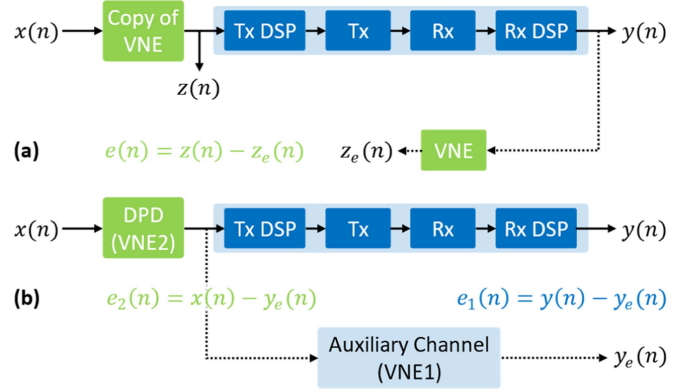 x(n) Copy of VNE Tx DSP Tx Rx Rx DSP y(n)
z(n)
(a) e(n) = z(n) − z_e(n) z_e(n) VNE
x(n) DPD (VNE2) Tx DSP Tx Rx Rx DSP y(n)
(b) e_2(n) = x(n) − y_e(n) e_1(n) = y(n) − y_e(n)
Auxiliary Channel (VNE1) y_e(n)